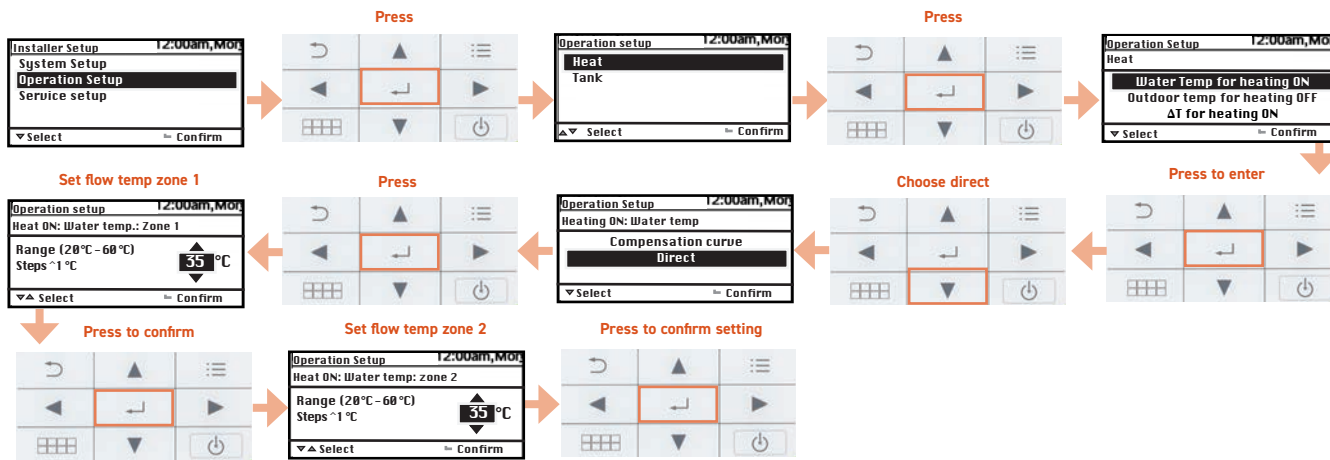 Press
Press
Installer Setup 12:00am,Mon
System Setup
Operation Setup
Service setup
▼Select Confirm
Operation setup 12:00am,Mon
Heat
Tank
▲▼ Select Confirm
Operation Setup 12:00am,Mo
Heat
Water Temp for heating ON
Outdoor temp for heating OFF
ΔT for heating ON
▼ Select Confirm
Set flow temp zone 1
Press
Choose direct
Press to enter
Operation setup 12:00am,Mon
Heat ON: Water temp.: Zone 1
Range (20°C-60°C)
Steps ^1 °C
35 °C
▼▲ Select Confirm
Operation Setup 12:00am,Mon
Heating ON: Water temp
Compensation curve
Direct
▼Select Confirm
Press to confirm
Set flow temp zone 2
Press to confirm setting
Operation Setup 12:00am,Mon
Heat ON: Water temp: zone 2
Range (20°C-60°C)
Steps ^1 °C
35 °C
▼▲ Select Confirm